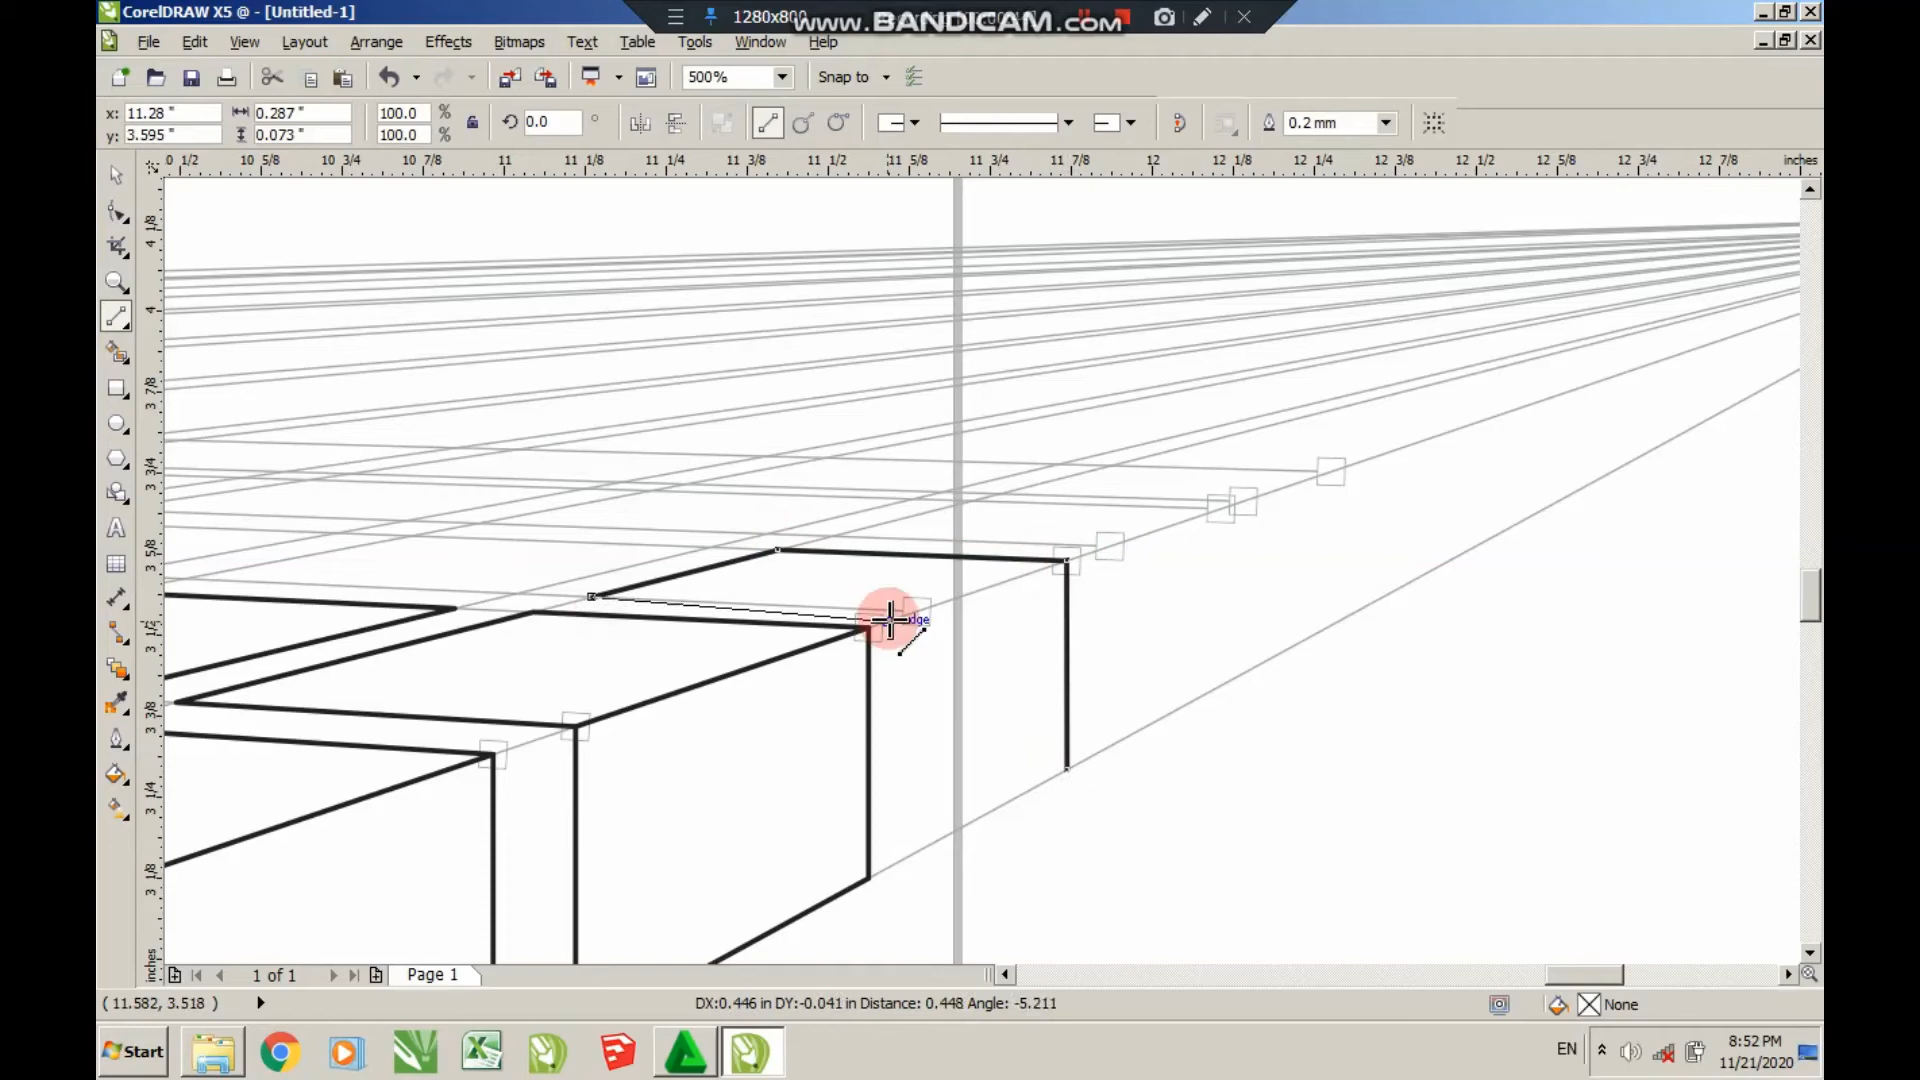 CorelDRAW X5 @ - [Untitled-1]
1280x800
www.BANDICAM.com
File Edit View Layout Arrange Effects Bitmaps Text Table Tools Window Help
500%
Snap to
x: 11.28 "
y: 3.595 "
0.287 "
0.073 "
100.0 %
100.0 %
0.0 °
0.2 mm
0 1/2 10 5/8 10 3/4 10 7/8 11 11 1/8 11 1/4 11 3/8 11 1/2 11 5/8 11 3/4 11 7/8 12 12 1/8 12 1/4 12 3/8 12 1/2 12 5/8 12 3/4 12 7/8 inches
4 1/8
4
3 7/8
3 3/4
3 5/8
3 1/2
3 3/8
3 1/4
3 1/8
inches
dge
1 of 1
Page 1
( 11.582, 3.518 )
DX:0.446 in DY:-0.041 in Distance: 0.448 Angle: -5.211
None
Start
EN
8:52 PM
11/21/2020